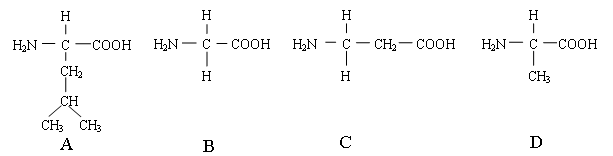 H H H H
H₂N — C — COOH H₂N — C — COOH H₂N — C — CH₂ — COOH H₂N — C — COOH
CH₂ H H CH₃
CH
CH₃ CH₃
A B C D